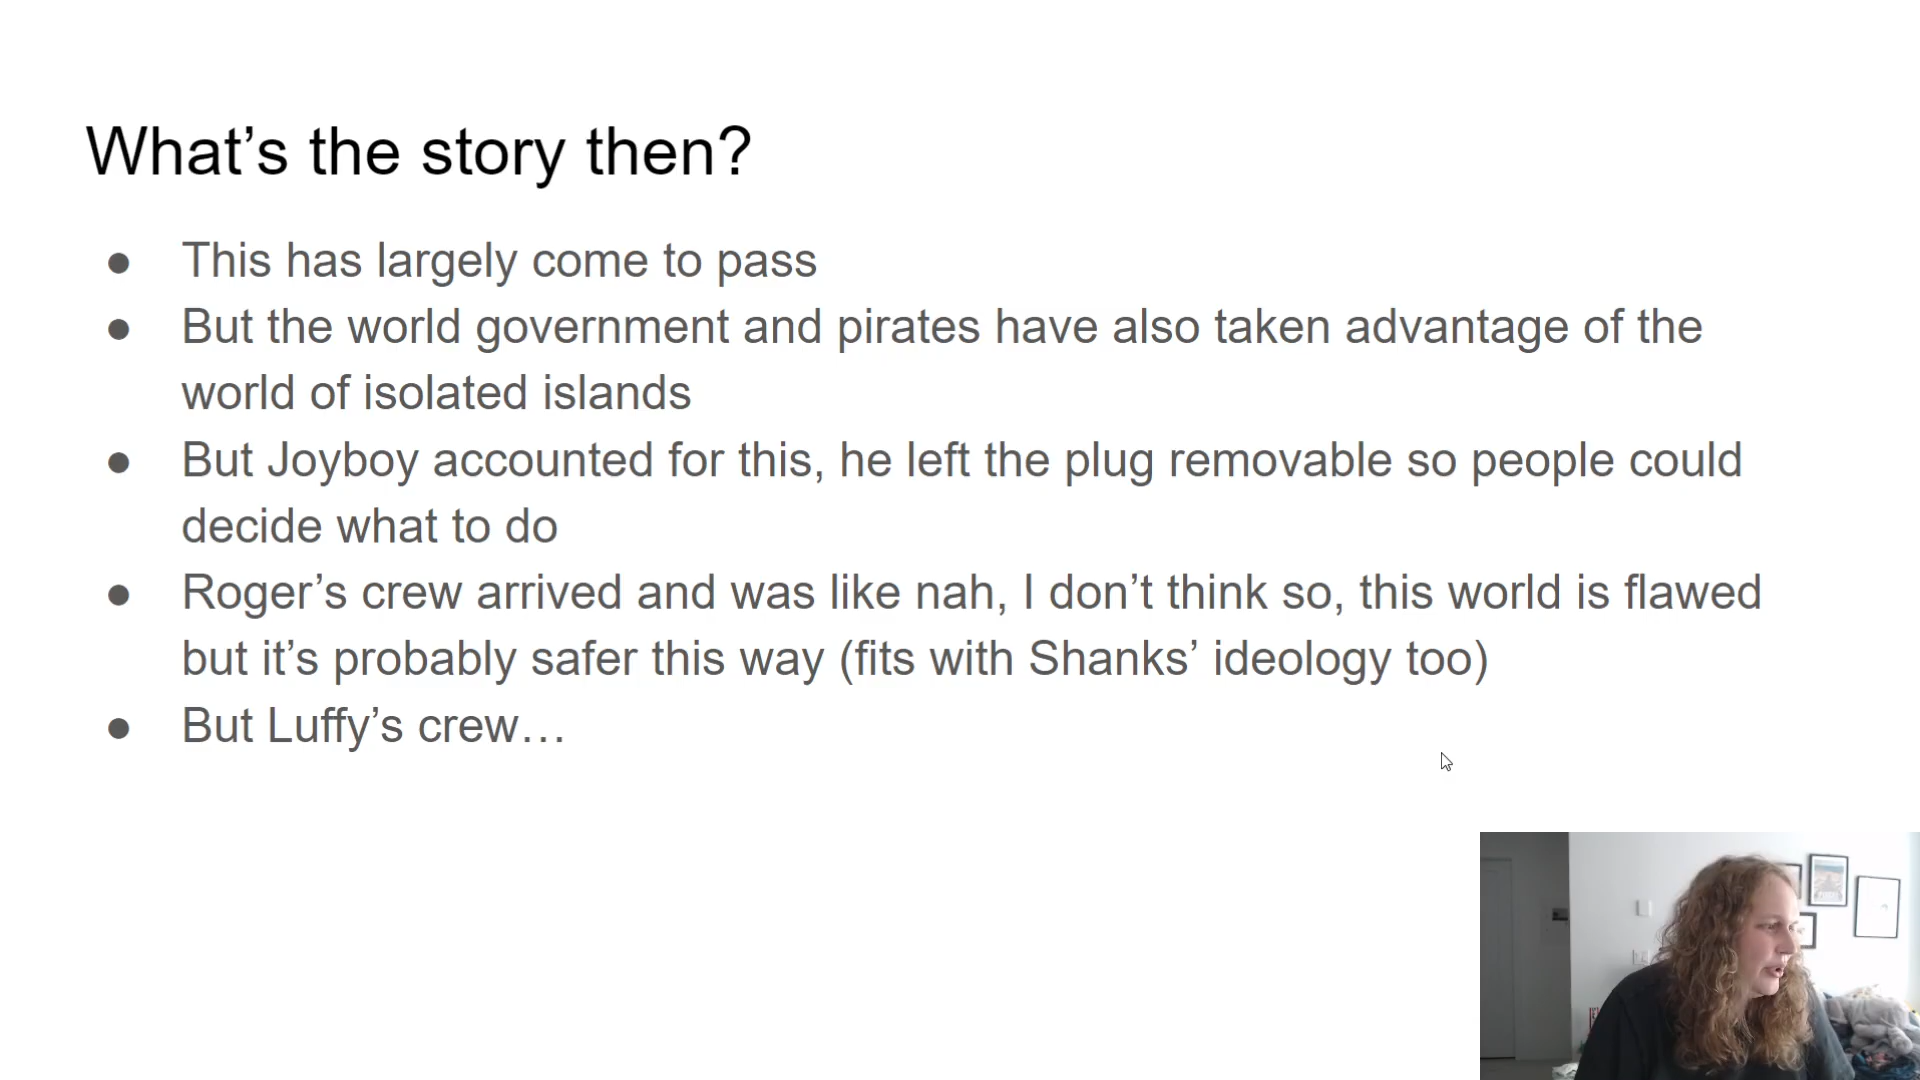 What’s the story then?
● This has largely come to pass
● But the world government and pirates have also taken advantage of the
world of isolated islands
● But Joyboy accounted for this, he left the plug removable so people could
decide what to do
● Roger’s crew arrived and was like nah, I don’t think so, this world is flawed
but it’s probably safer this way (fits with Shanks’ ideology too)
● But Luffy’s crew…